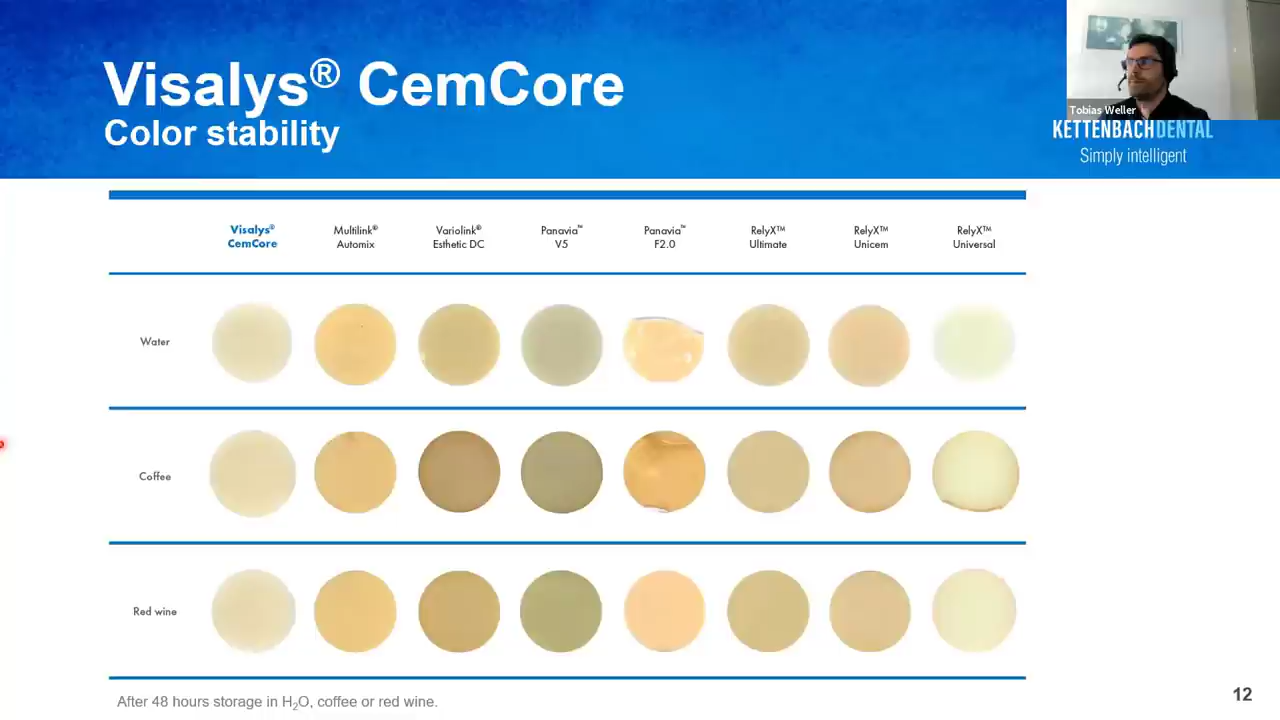 Visalys® CemCore
Color stability
Tobias Weller
KETTENBACHDENTAL
Simply intelligent
Visalys® CemCore
Multilink® Automix
Variolink® Esthetic DC
Panavia™ V5
Panavia™ F2.0
RelyX™ Ultimate
RelyX™ Unicem
RelyX™ Universal
Water
Coffee
Red wine
After 48 hours storage in H₂O, coffee or red wine.
12